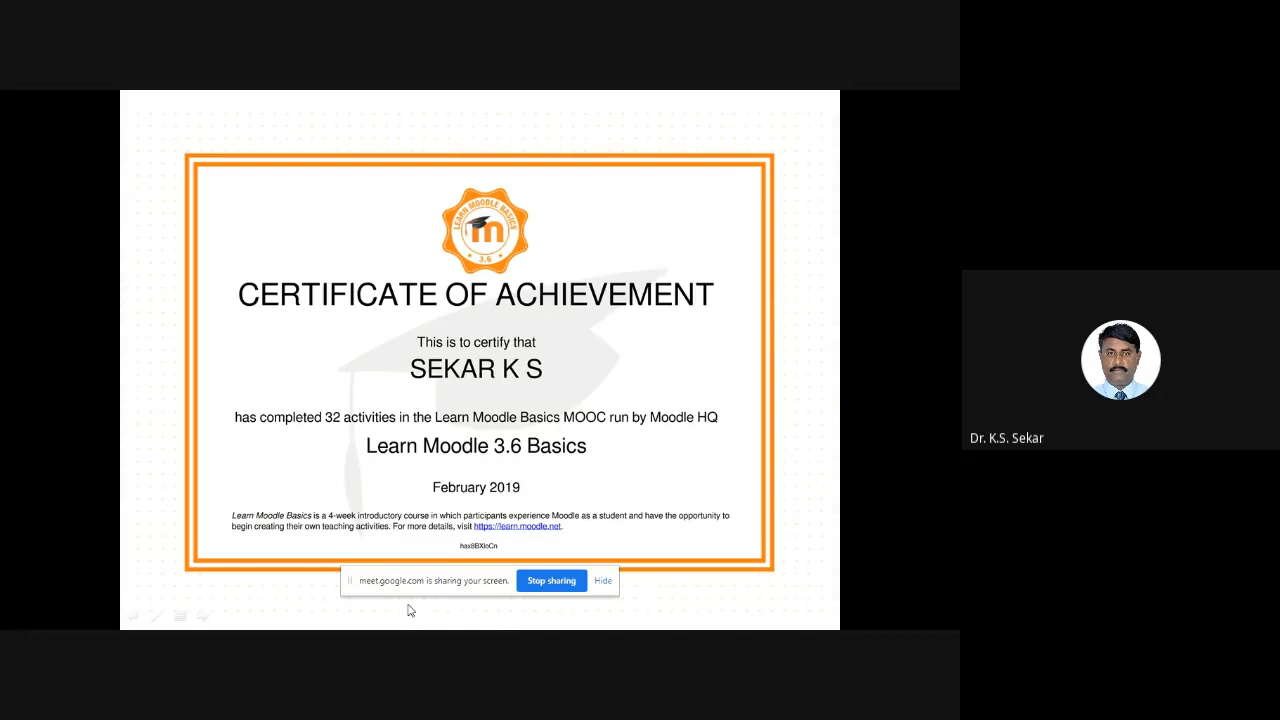 LEARN MOODLE BASICS
m
3.6
CERTIFICATE OF ACHIEVEMENT
This is to certify that
SEKAR K S
has completed 32 activities in the Learn Moodle Basics MOOC run by Moodle HQ
Learn Moodle 3.6 Basics
February 2019
Learn Moodle Basics is a 4-week introductory course in which participants experience Moodle as a student and have the opportunity to
begin creating their own teaching activities. For more details, visit https://learn.moodle.net.
meet.google.com is sharing your screen. Stop sharing Hide
Dr. K.S. Sekar